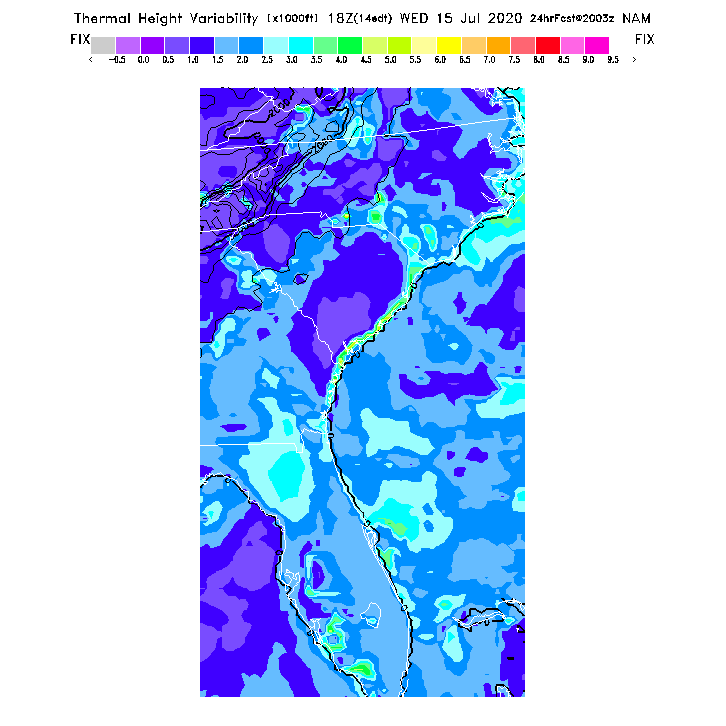 Thermal Height Variability [x1000ft] 18Z(14edt) WED 15 Jul 2020 24hrFcst@2003z NAM
FIX FIX
< -0.5 0.0 0.5 1.0 1.5 2.0 2.5 3.0 3.5 4.0 4.5 5.0 5.5 6.0 6.5 7.0 7.5 8.0 8.5 9.0 9.5 >